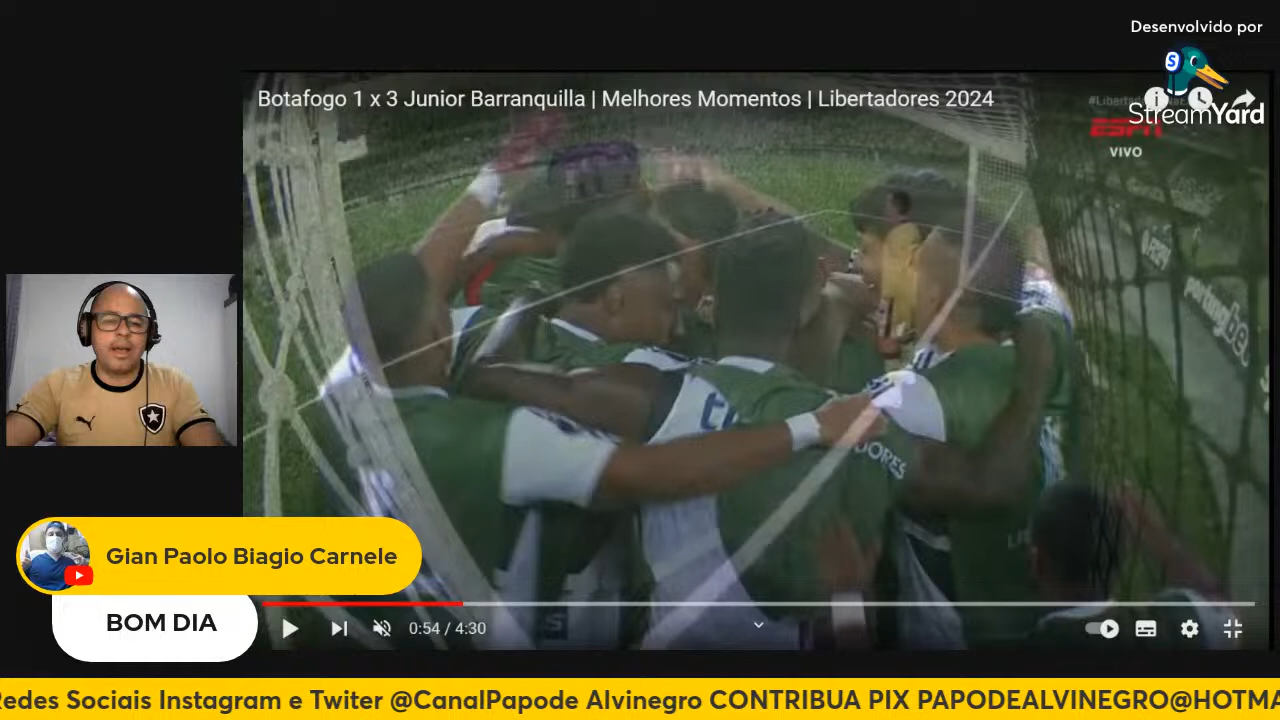 Desenvolvido por
StreamYard
Botafogo 1 x 3 Junior Barranquilla | Melhores Momentos | Libertadores 2024
ESPN
VIVO
Gian Paolo Biagio Carnele
BOM DIA
0:54 / 4:30
Redes Sociais Instagram e Twiter @CanalPapode Alvinegro CONTRIBUA PIX PAPODEALVINEGRO@HOTMA